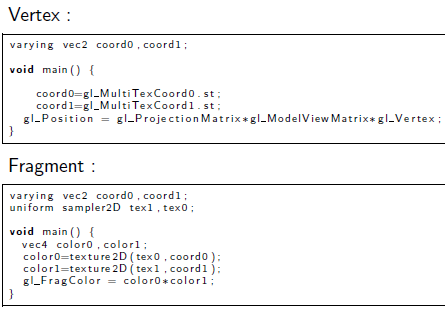 Vertex :
varying vec2 coord0,coord1;
void main() {
coord0=gl_MultiTexCoord0.st;
coord1=gl_MultiTexCoord1.st;
gl_Position = gl_ProjectionMatrix*gl_ModelViewMatrix*gl_Vertex;
}
Fragment :
varying vec2 coord0,coord1;
uniform sampler2D tex1,tex0;
void main() {
vec4 color0,color1;
color0=texture2D(tex0,coord0);
color1=texture2D(tex1,coord1);
gl_FragColor = color0*color1;
}